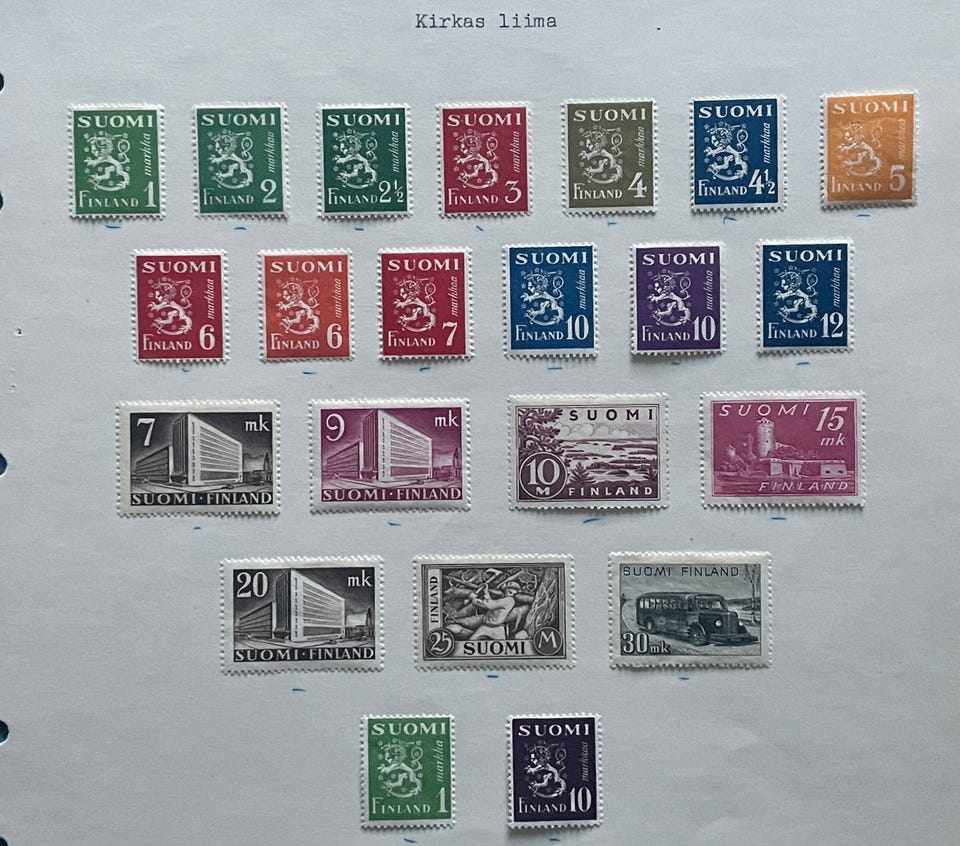 Kirkas liima
SUOMI
markka
FINLAND 1
SUOMI
markkaa
FINLAND 2
SUOMI
markkaa
FINLAND 2½
SUOMI
markkaa
FINLAND 3
SUOMI
markkaa
FINLAND 4
SUOMI
markkaa
FINLAND 4½
SUOMI
markkaa
FINLAND 5
SUOMI
markkaa
FINLAND 6
SUOMI
markkaa
FINLAND 6
SUOMI
markkaa
FINLAND 7
SUOMI
markkaa
FINLAND 10
SUOMI
markkaa
FINLAND 10
SUOMI
markkaa
FINLAND 12
7 mk
SUOMI·FINLAND
9 mk
SUOMI·FINLAND
SUOMI
10
M FINLAND
SUOMI 15
mk
FINLAND
20 mk
SUOMI·FINLAND
FINLAND
25 SUOMI M
SUOMI FINLAND
30 mk
SUOMI
markka
FINLAND 1
SUOMI
markkaa
FINLAND 10